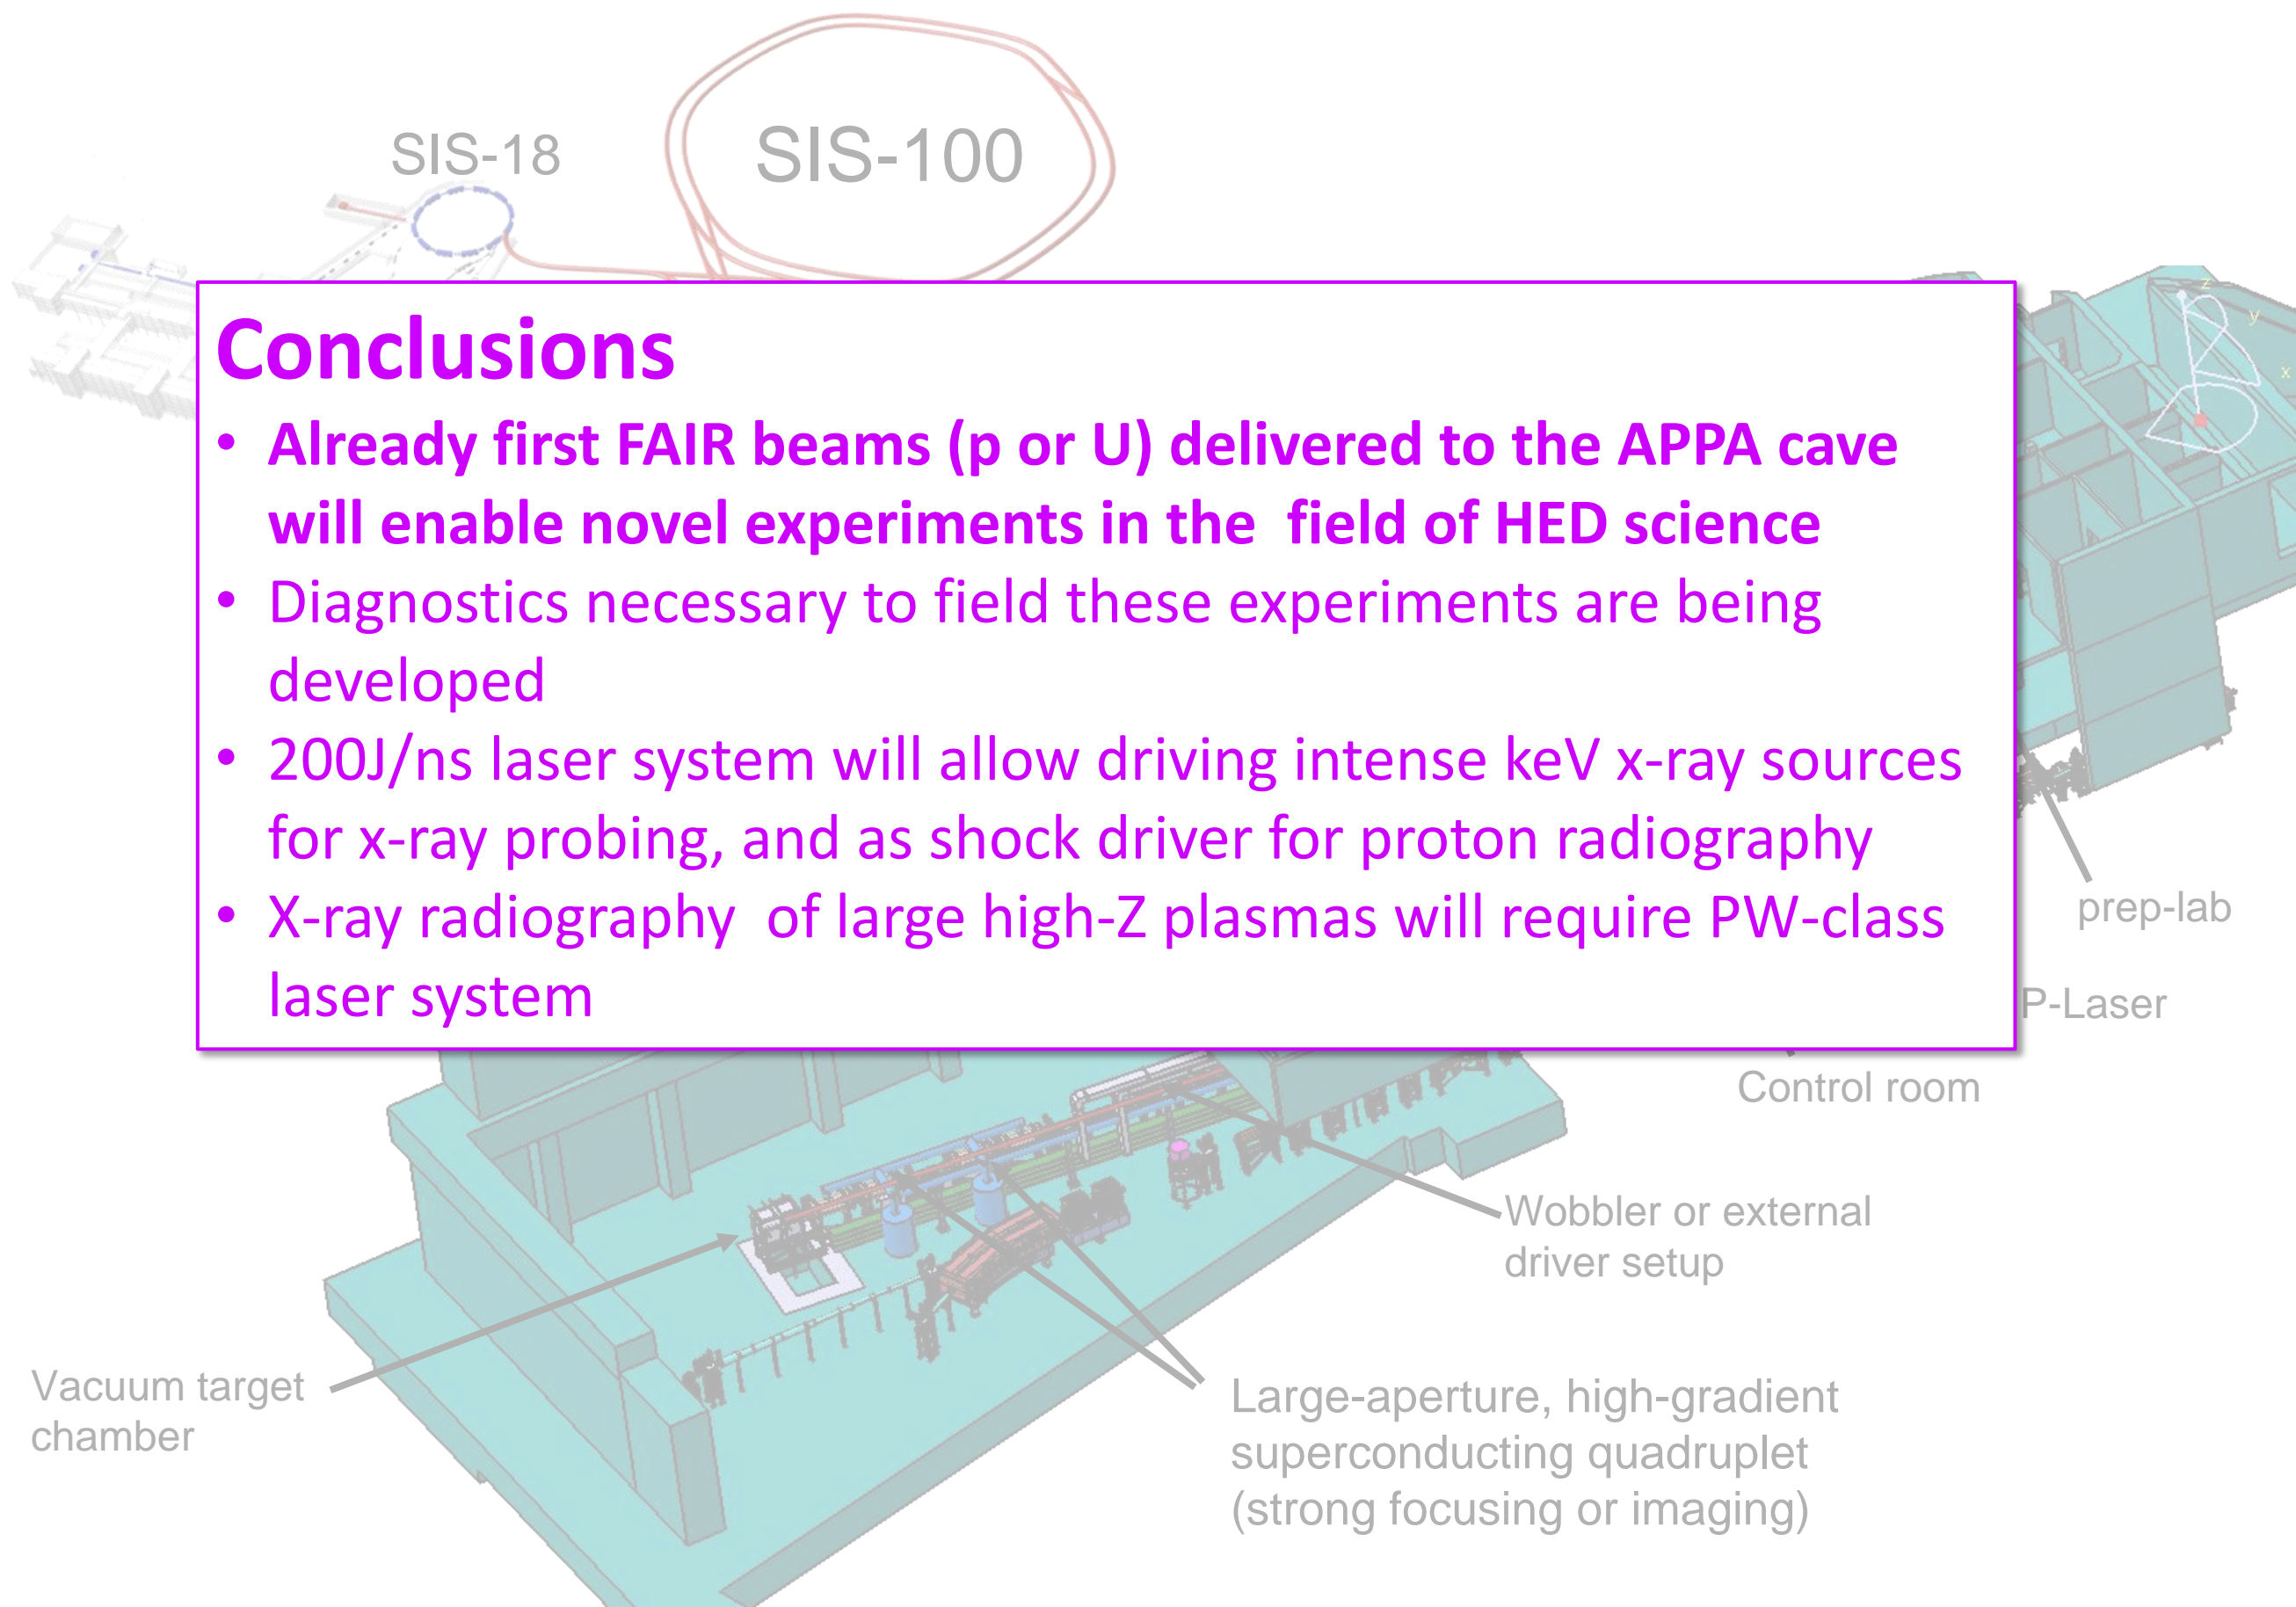 SIS-18
SIS-100
z
y
x
Conclusions
• Already first FAIR beams (p or U) delivered to the APPA cave
will enable novel experiments in the  field of HED science
• Diagnostics necessary to field these experiments are being
developed
• 200J/ns laser system will allow driving intense keV x-ray sources
for x-ray probing, and as shock driver for proton radiography
• X-ray radiography  of large high-Z plasmas will require PW-class
laser system
prep-lab
P-Laser
Control room
Wobbler or external
driver setup
Vacuum target
chamber
Large-aperture, high-gradient
superconducting quadruplet
(strong focusing or imaging)